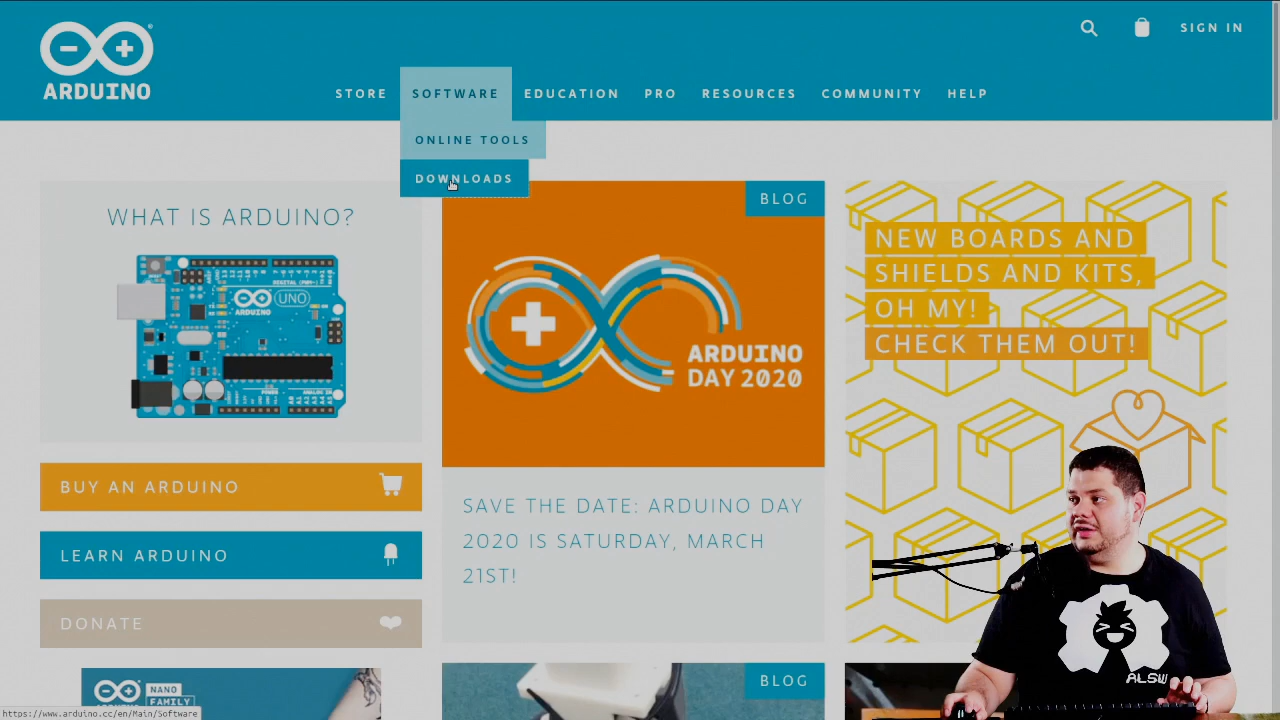 SIGN IN
ARDUINO
STORE SOFTWARE EDUCATION PRO RESOURCES COMMUNITY HELP
ONLINE TOOLS
DOWNLOADS
WHAT IS ARDUINO?
UNO
ARDUINO
BUY AN ARDUINO
LEARN ARDUINO
DONATE
NANO
FAMILY
BLOG
ARDUINO
DAY 2020
SAVE THE DATE: ARDUINO DAY
2020 IS SATURDAY, MARCH
21ST!
BLOG
NEW BOARDS AND
SHIELDS AND KITS,
OH MY!
CHECK THEM OUT!
ALSW
https://www.arduino.cc/en/Main/Software